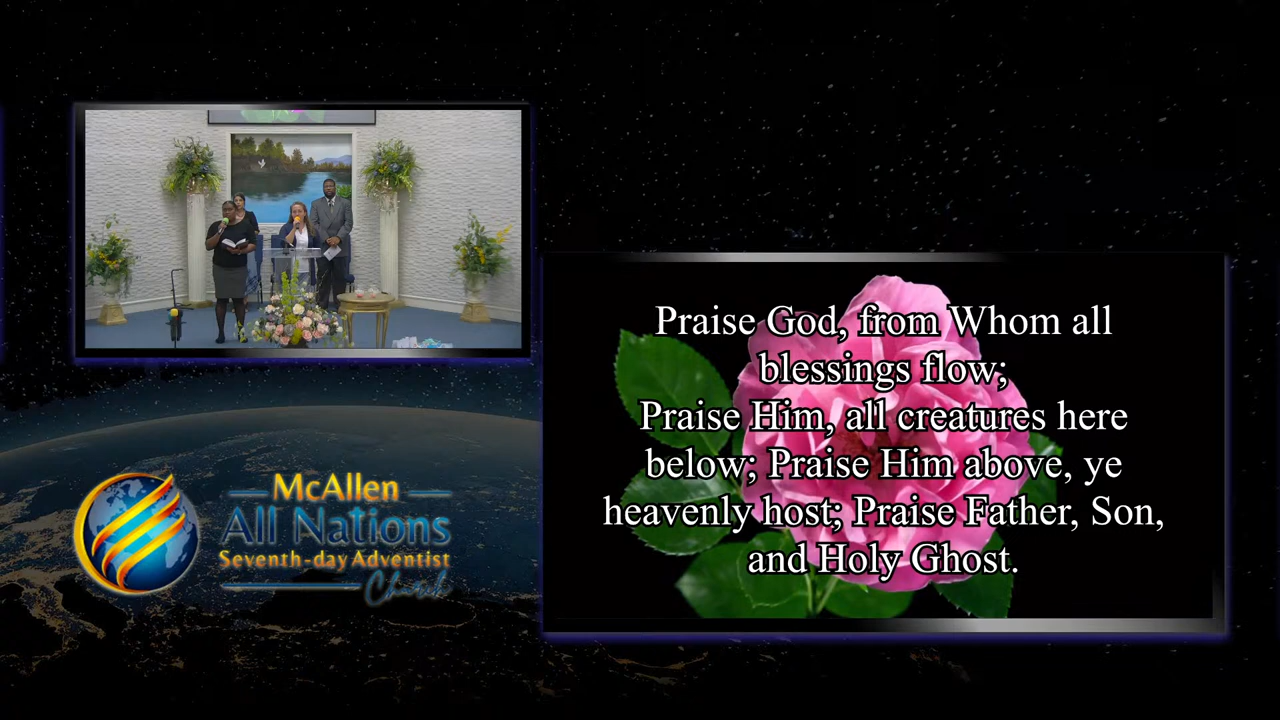 McAllen
All Nations
Seventh-day Adventist
Church
Praise God, from Whom all
blessings flow;
Praise Him, all creatures here
below; Praise Him above, ye
heavenly host; Praise Father, Son,
and Holy Ghost.